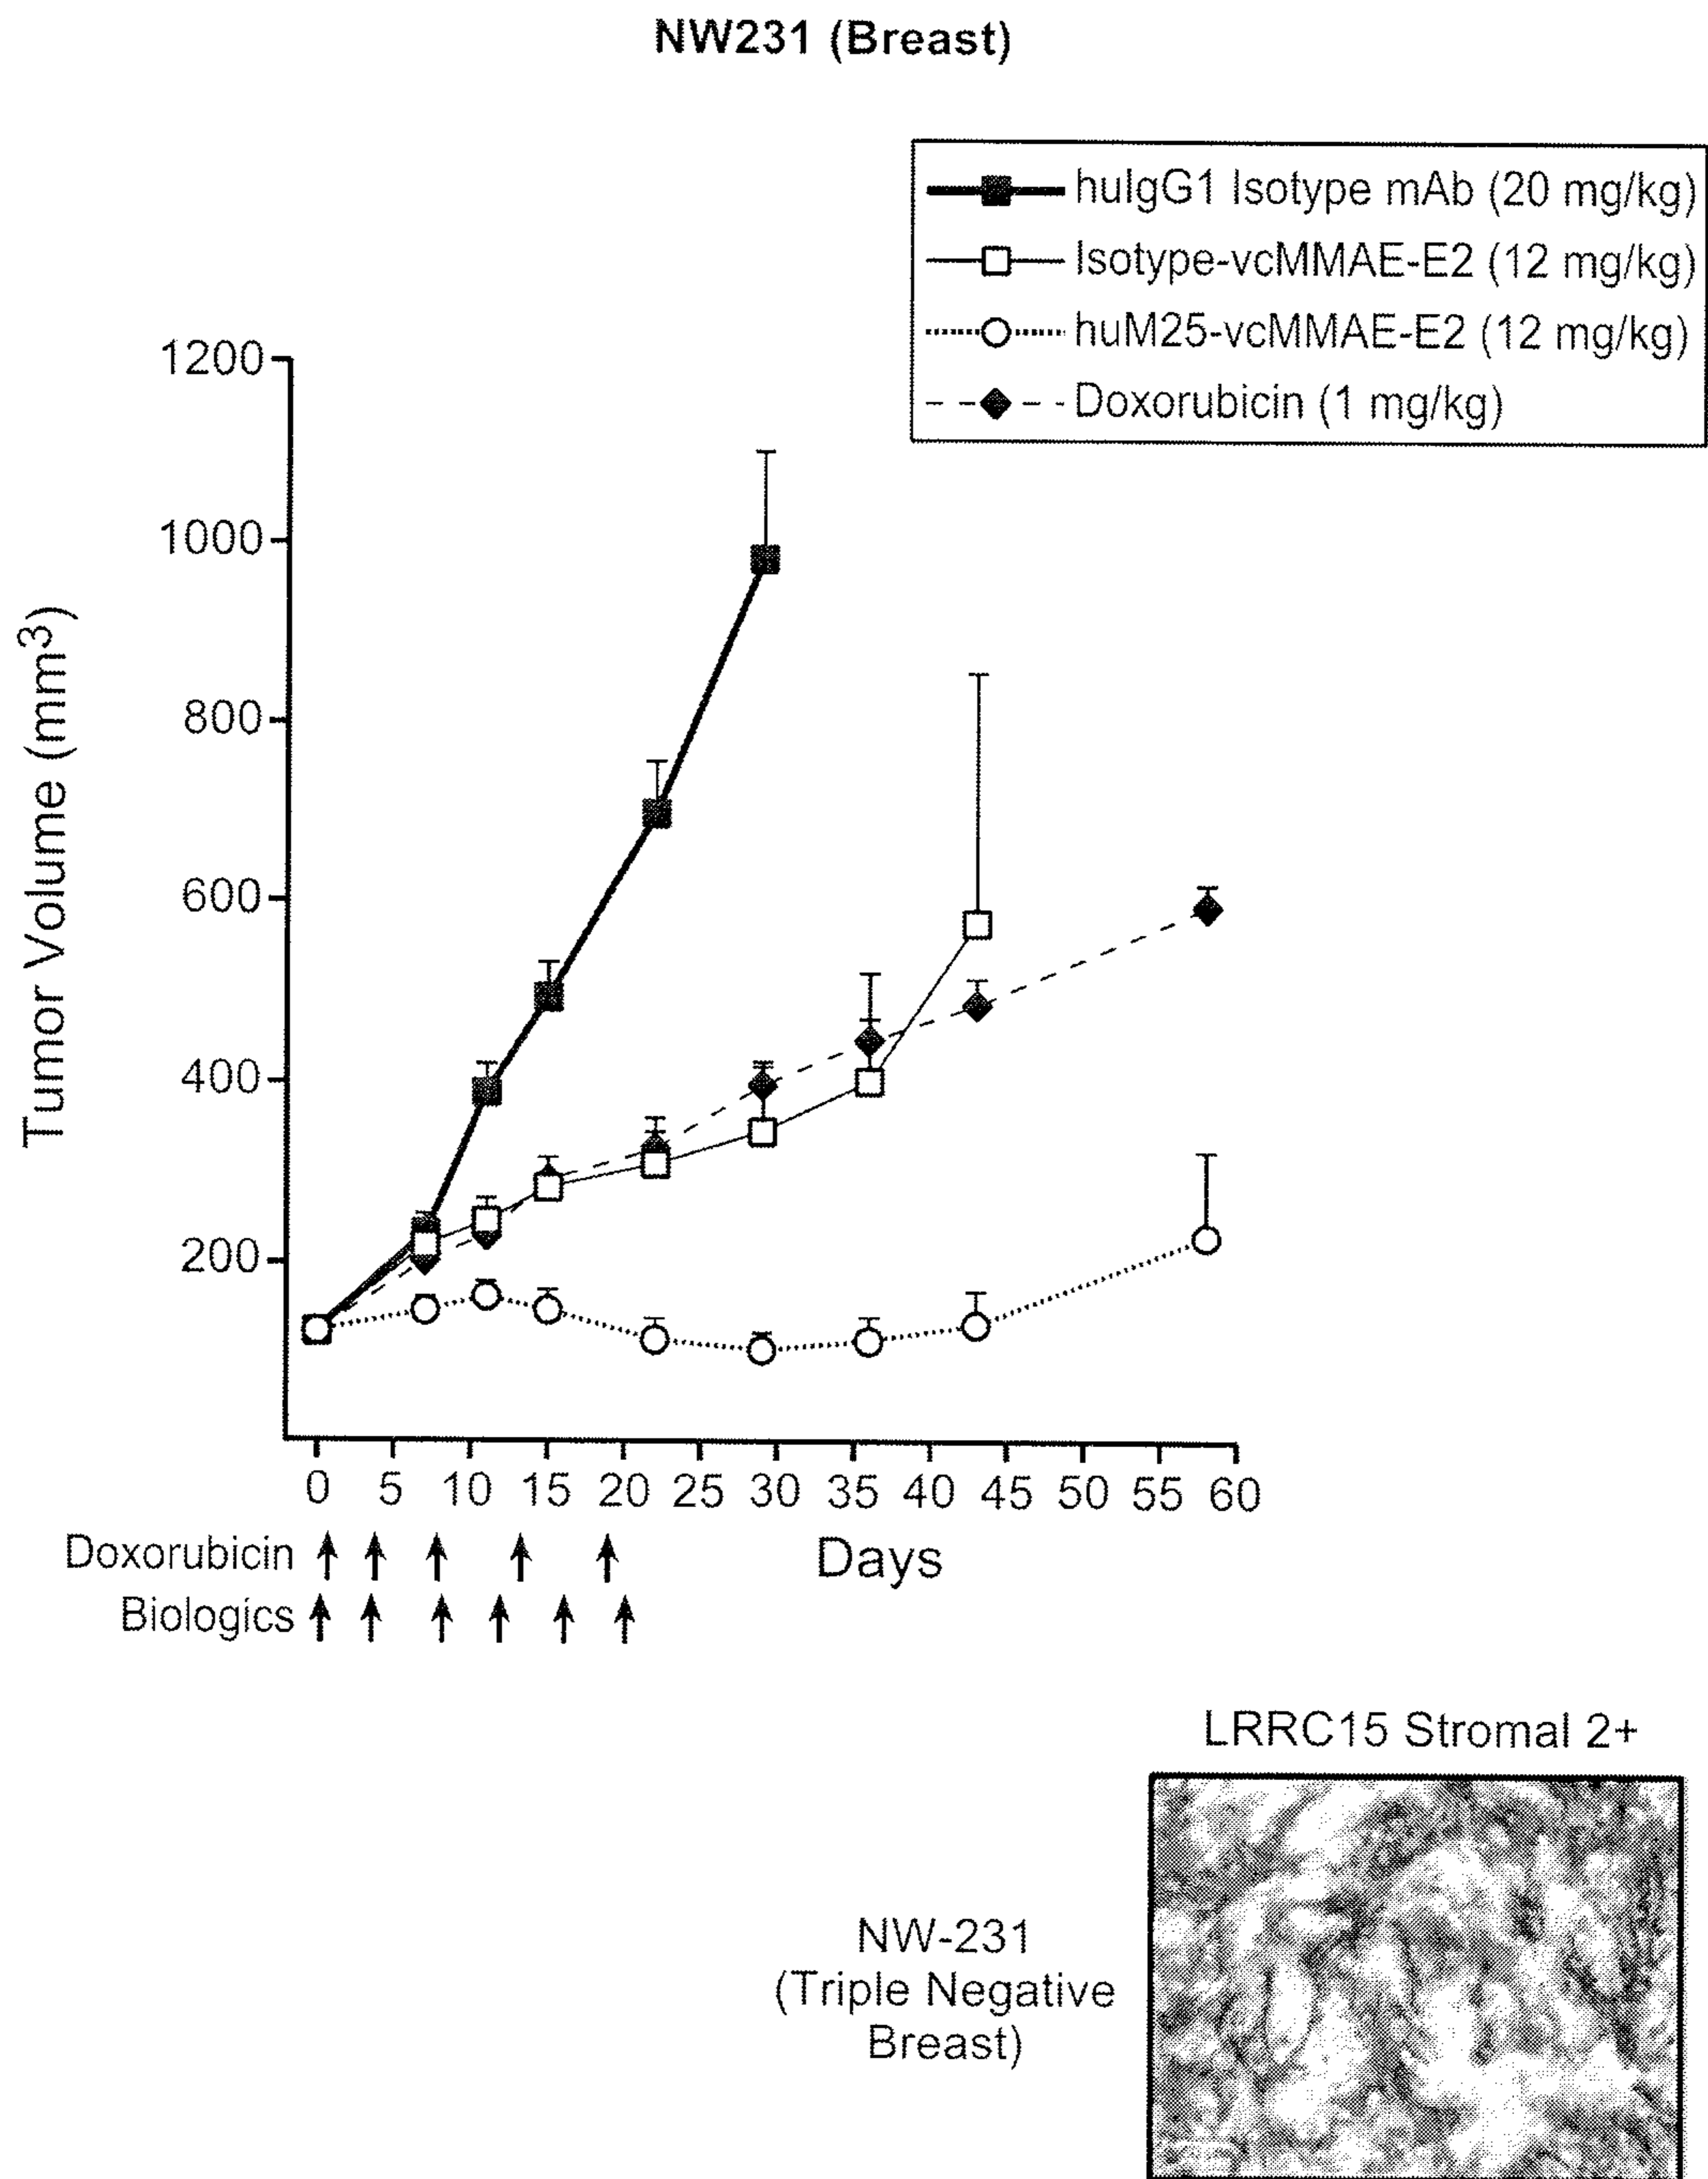 NW231 (Breast)
huIgG1 Isotype mAb (20 mg/kg)
Isotype-vcMMAE-E2 (12 mg/kg)
huM25-vcMMAE-E2 (12 mg/kg)
Doxorubicin (1 mg/kg)
Tumor Volume (mm³)
1200
1000
800
600
400
200
0 5 10 15 20 25 30 35 40 45 50 55 60
Doxorubicin
Days
Biologics
LRRC15 Stromal 2+
NW-231
(Triple Negative
Breast)